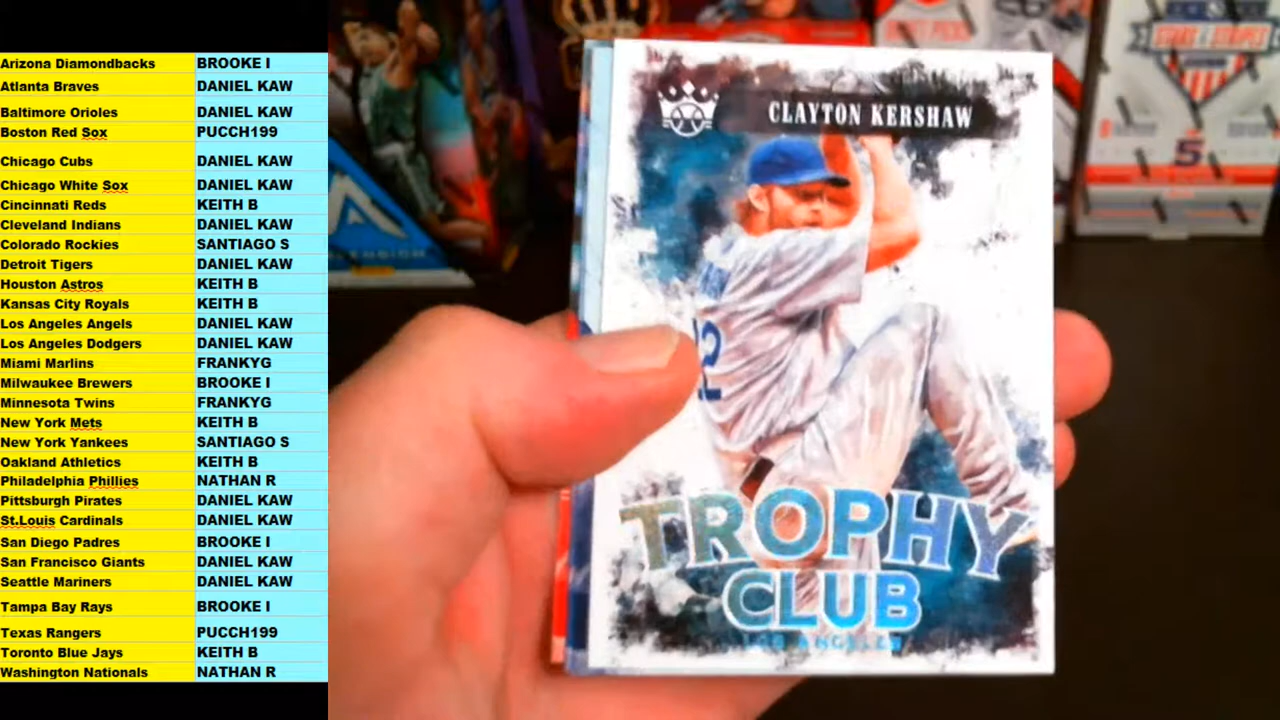 Arizona Diamondbacks BROOKE I
Atlanta Braves DANIEL KAW
Baltimore Orioles DANIEL KAW
Boston Red Sox PUCCH199
Chicago Cubs DANIEL KAW
Chicago White Sox DANIEL KAW
Cincinnati Reds KEITH B
Cleveland Indians DANIEL KAW
Colorado Rockies SANTIAGO S
Detroit Tigers DANIEL KAW
Houston Astros KEITH B
Kansas City Royals KEITH B
Los Angeles Angels DANIEL KAW
Los Angeles Dodgers DANIEL KAW
Miami Marlins FRANKYG
Milwaukee Brewers BROOKE I
Minnesota Twins FRANKYG
New York Mets KEITH B
New York Yankees SANTIAGO S
Oakland Athletics KEITH B
Philadelphia Phillies NATHAN R
Pittsburgh Pirates DANIEL KAW
St.Louis Cardinals DANIEL KAW
San Diego Padres BROOKE I
San Francisco Giants DANIEL KAW
Seattle Mariners DANIEL KAW
Tampa Bay Rays BROOKE I
Texas Rangers PUCCH199
Toronto Blue Jays KEITH B
Washington Nationals NATHAN R
CLAYTON KERSHAW
TROPHY
CLUB
LOS ANGELES
STARS & STRIPES
5